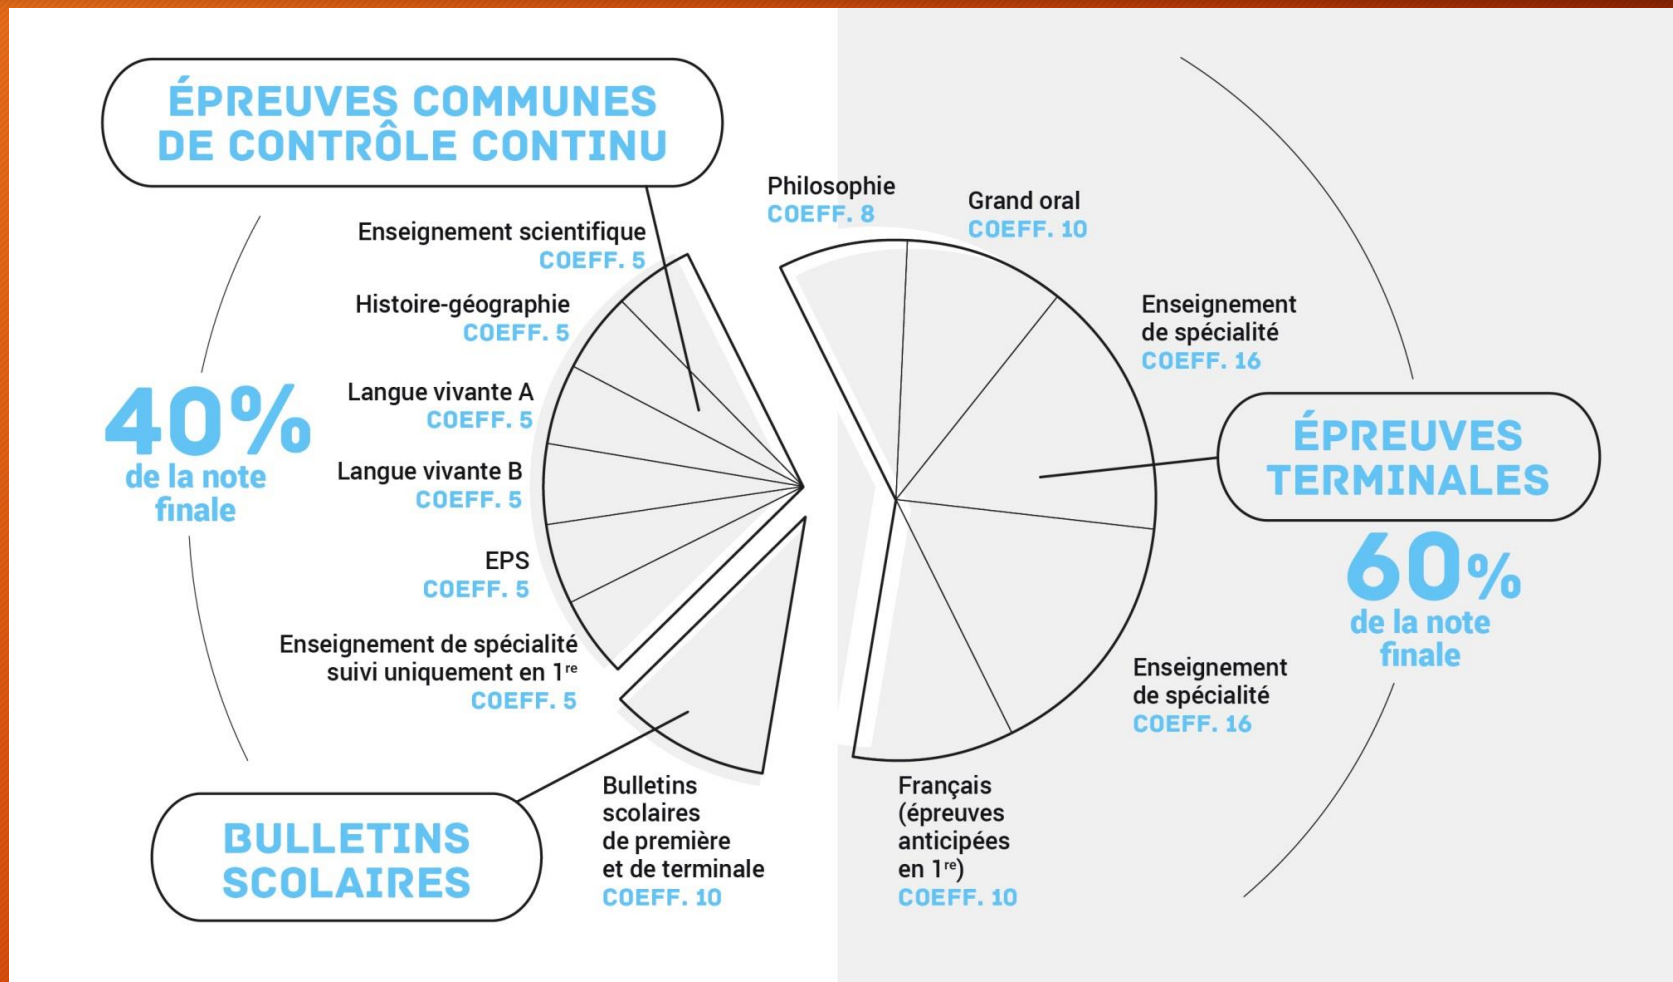 ÉPREUVES COMMUNES
DE CONTRÔLE CONTINU
Enseignement scientifique
COEFF. 5
Histoire-géographie
COEFF. 5
Langue vivante A
COEFF. 5
Langue vivante B
COEFF. 5
EPS
COEFF. 5
Enseignement de spécialité
suivi uniquement en 1re
COEFF. 5
40%
de la note
finale
BULLETINS
SCOLAIRES
Bulletins
scolaires
de première
et de terminale
COEFF. 10
Philosophie
COEFF. 8
Grand oral
COEFF. 10
Enseignement
de spécialité
COEFF. 16
ÉPREUVES
TERMINALES
60%
de la note
finale
Enseignement
de spécialité
COEFF. 16
Français
(épreuves
anticipées
en 1re)
COEFF. 10